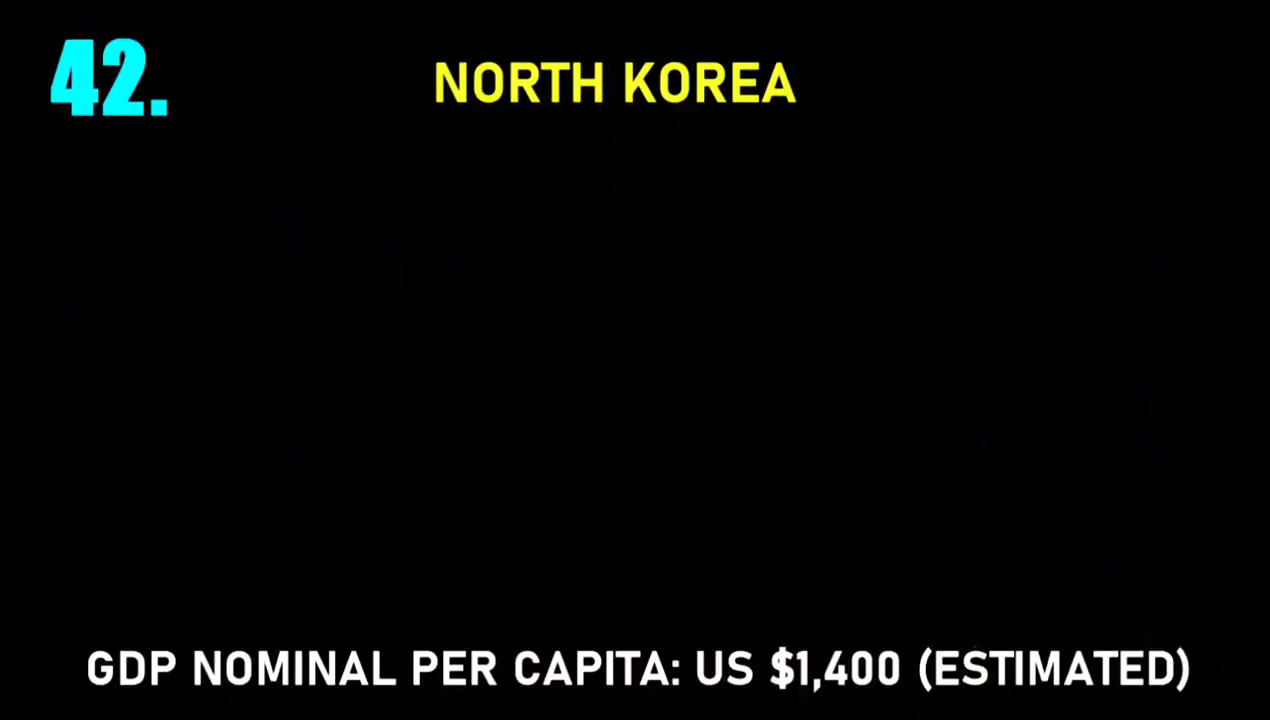 42.
NORTH KOREA
GDP NOMINAL PER CAPITA: US $1,400 (ESTIMATED)